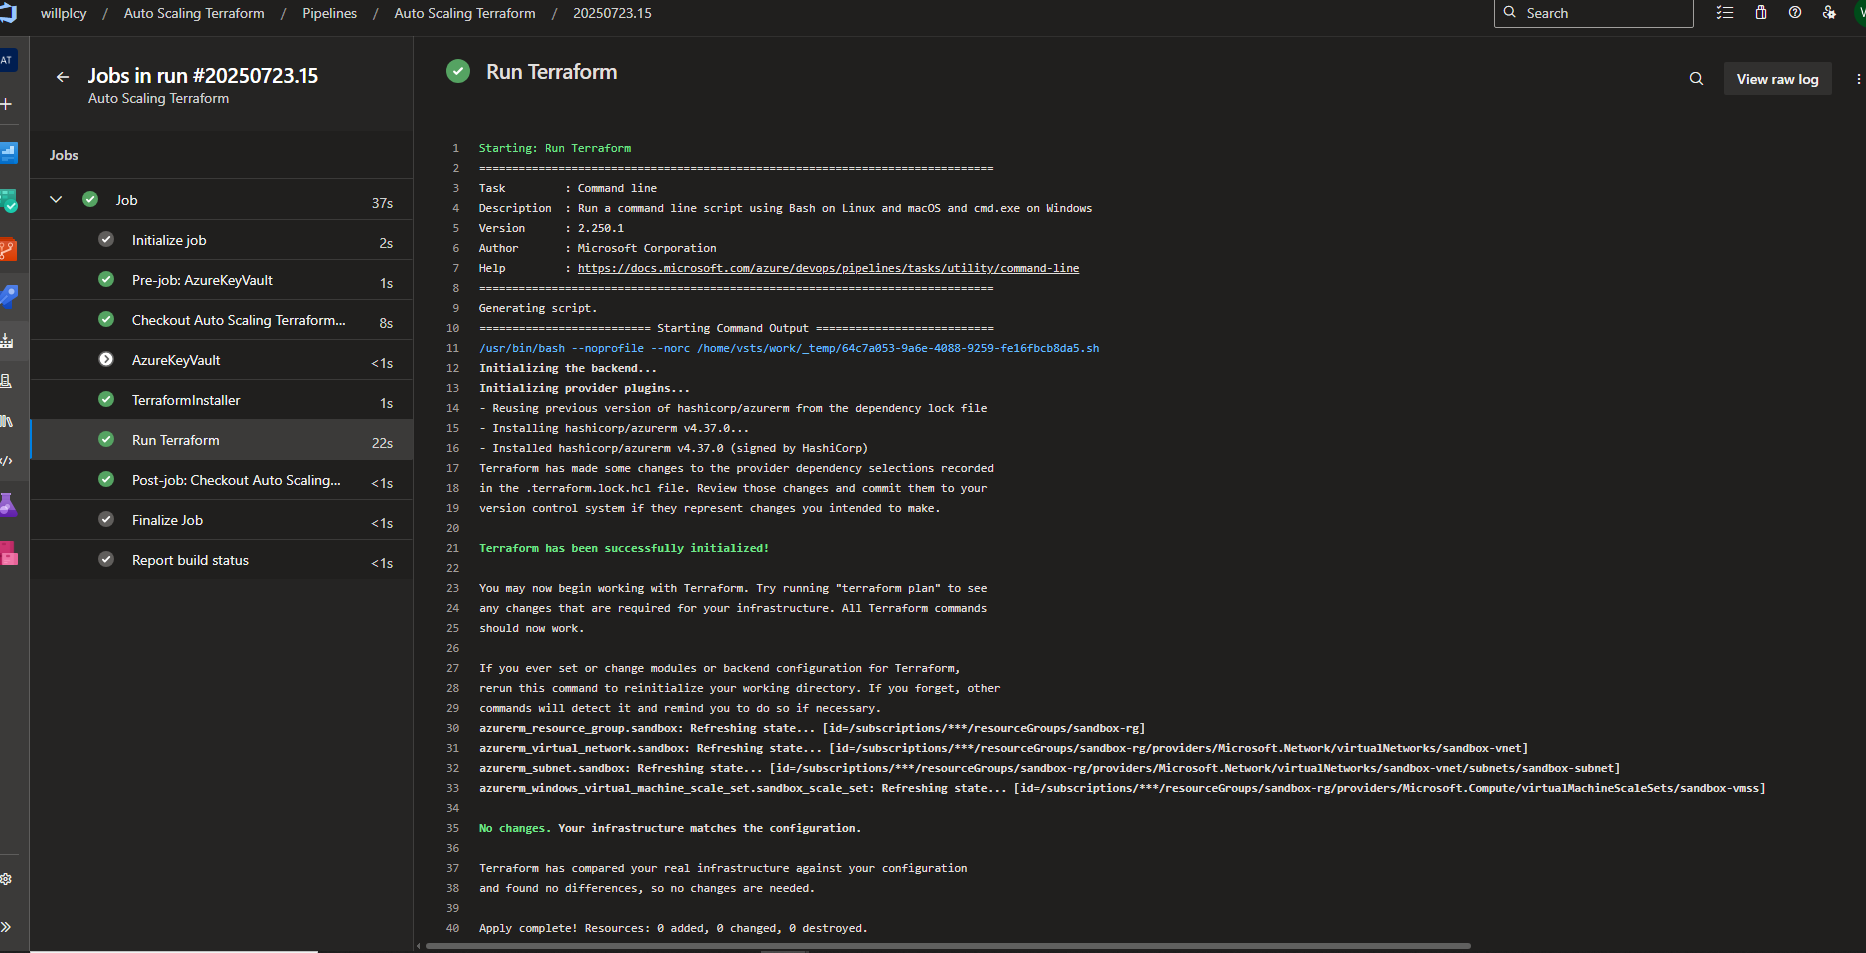 willplcy / Auto Scaling Terraform / Pipelines / Auto Scaling Terraform / 20250723.15
Search
AT
Jobs in run #20250723.15
Auto Scaling Terraform
Jobs
Job 37s
Initialize job 2s
Pre-job: AzureKeyVault 1s
Checkout Auto Scaling Terraform... 8s
AzureKeyVault <1s
TerraformInstaller 1s
Run Terraform 22s
Post-job: Checkout Auto Scaling... <1s
Finalize Job <1s
Report build status <1s
Run Terraform
View raw log
1 Starting: Run Terraform
2 ==============================================================================
3 Task         : Command line
4 Description  : Run a command line script using Bash on Linux and macOS and cmd.exe on Windows
5 Version      : 2.250.1
6 Author       : Microsoft Corporation
7 Help         : https://docs.microsoft.com/azure/devops/pipelines/tasks/utility/command-line
8 ==============================================================================
9 Generating script.
10 ========================== Starting Command Output ===========================
11 /usr/bin/bash --noprofile --norc /home/vsts/work/_temp/64c7a053-9a6e-4088-9259-fe16fbcb8da5.sh
12 Initializing the backend...
13 Initializing provider plugins...
14 - Reusing previous version of hashicorp/azurerm from the dependency lock file
15 - Installing hashicorp/azurerm v4.37.0...
16 - Installed hashicorp/azurerm v4.37.0 (signed by HashiCorp)
17 Terraform has made some changes to the provider dependency selections recorded
18 in the .terraform.lock.hcl file. Review those changes and commit them to your
19 version control system if they represent changes you intended to make.
20
21 Terraform has been successfully initialized!
22
23 You may now begin working with Terraform. Try running "terraform plan" to see
24 any changes that are required for your infrastructure. All Terraform commands
25 should now work.
26
27 If you ever set or change modules or backend configuration for Terraform,
28 rerun this command to reinitialize your working directory. If you forget, other
29 commands will detect it and remind you to do so if necessary.
30 azurerm_resource_group.sandbox: Refreshing state... [id=/subscriptions/***/resourceGroups/sandbox-rg]
31 azurerm_virtual_network.sandbox: Refreshing state... [id=/subscriptions/***/resourceGroups/sandbox-rg/providers/Microsoft.Network/virtualNetworks/sandbox-vnet]
32 azurerm_subnet.sandbox: Refreshing state... [id=/subscriptions/***/resourceGroups/sandbox-rg/providers/Microsoft.Network/virtualNetworks/sandbox-vnet/subnets/sandbox-subnet]
33 azurerm_windows_virtual_machine_scale_set.sandbox_scale_set: Refreshing state... [id=/subscriptions/***/resourceGroups/sandbox-rg/providers/Microsoft.Compute/virtualMachineScaleSets/sandbox-vmss]
34
35 No changes. Your infrastructure matches the configuration.
36
37 Terraform has compared your real infrastructure against your configuration
38 and found no differences, so no changes are needed.
39
40 Apply complete! Resources: 0 added, 0 changed, 0 destroyed.